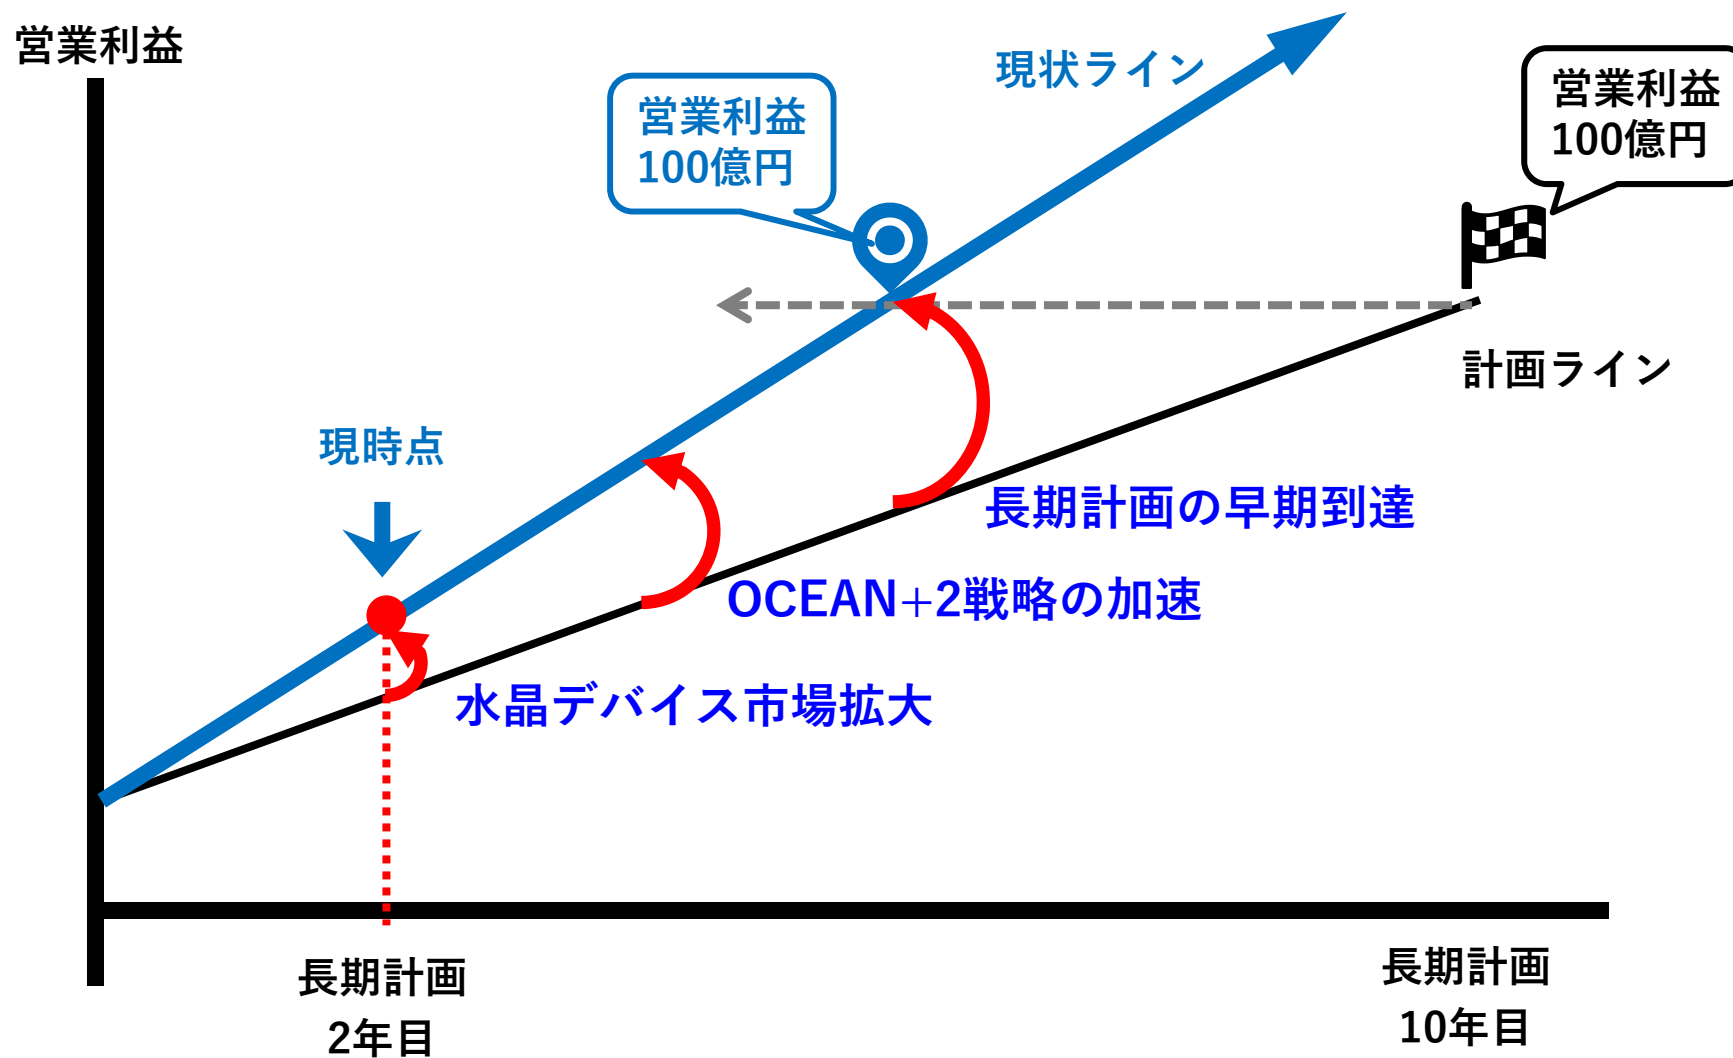 営業利益
現状ライン
営業利益
100億円
営業利益
100億円
計画ライン
現時点
長期計画の早期到達
OCEAN+2戦略の加速
水晶デバイス市場拡大
長期計画
2年目
長期計画
10年目